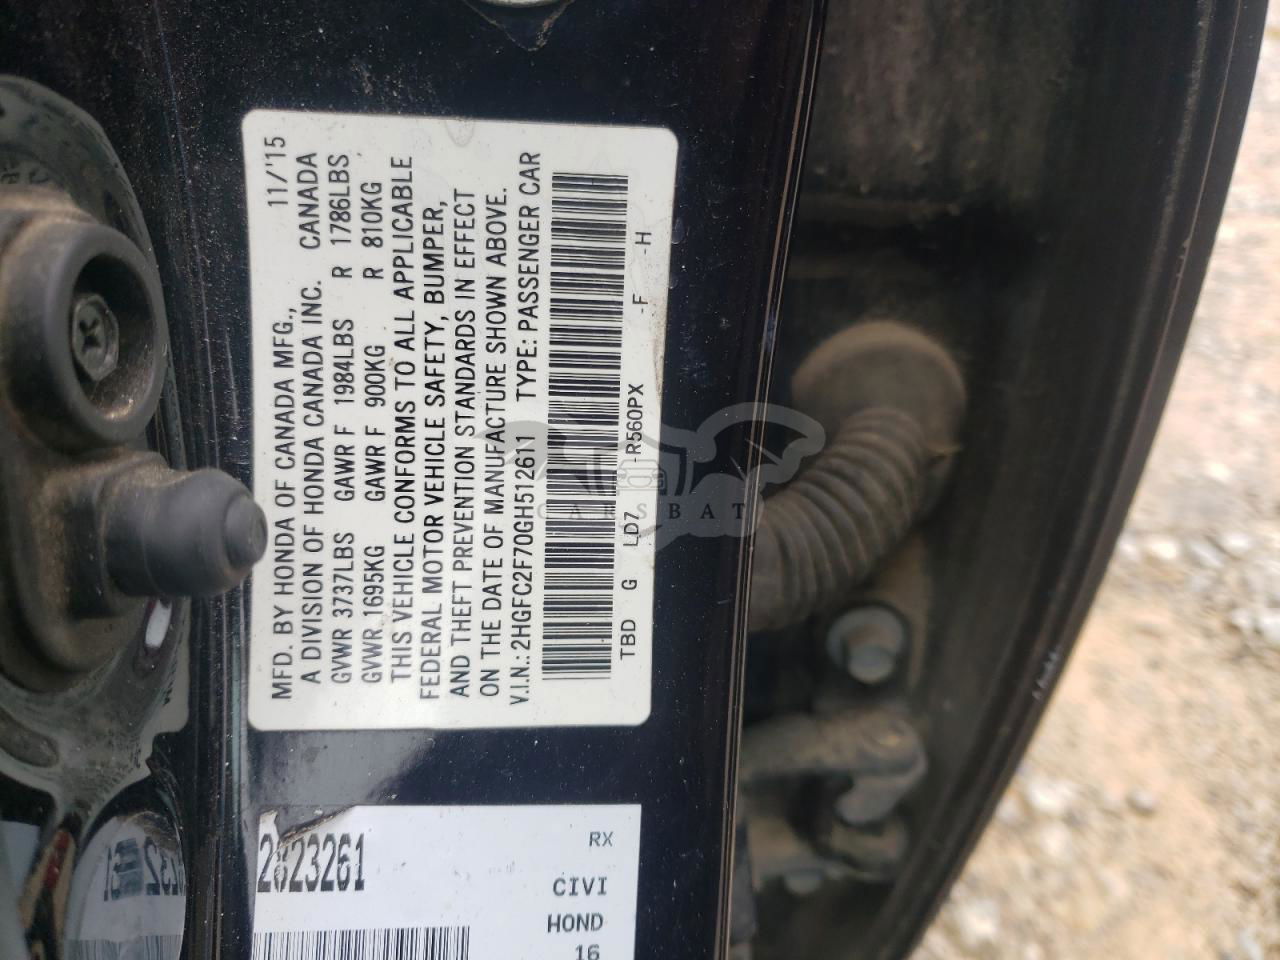 MFD. BY HONDA OF CANADA MFG., 11/'15
A DIVISION OF HONDA CANADA INC. CANADA
GVWR 3737LBS GAWR F 1984LBS R 1786LBS
GVWR 1695KG GAWR F 900KG R 810KG
THIS VEHICLE CONFORMS TO ALL APPLICABLE
FEDERAL MOTOR VEHICLE SAFETY, BUMPER,
AND THEFT PREVENTION STANDARDS IN EFFECT
ON THE DATE OF MANUFACTURE SHOWN ABOVE.
V.I.N.: 2HGFC2F70GH512611 TYPE: PASSENGER CAR
TBD G LD7 -R560PX -F -H
CARSBAT
2823261
RX
CIVI
HOND
16